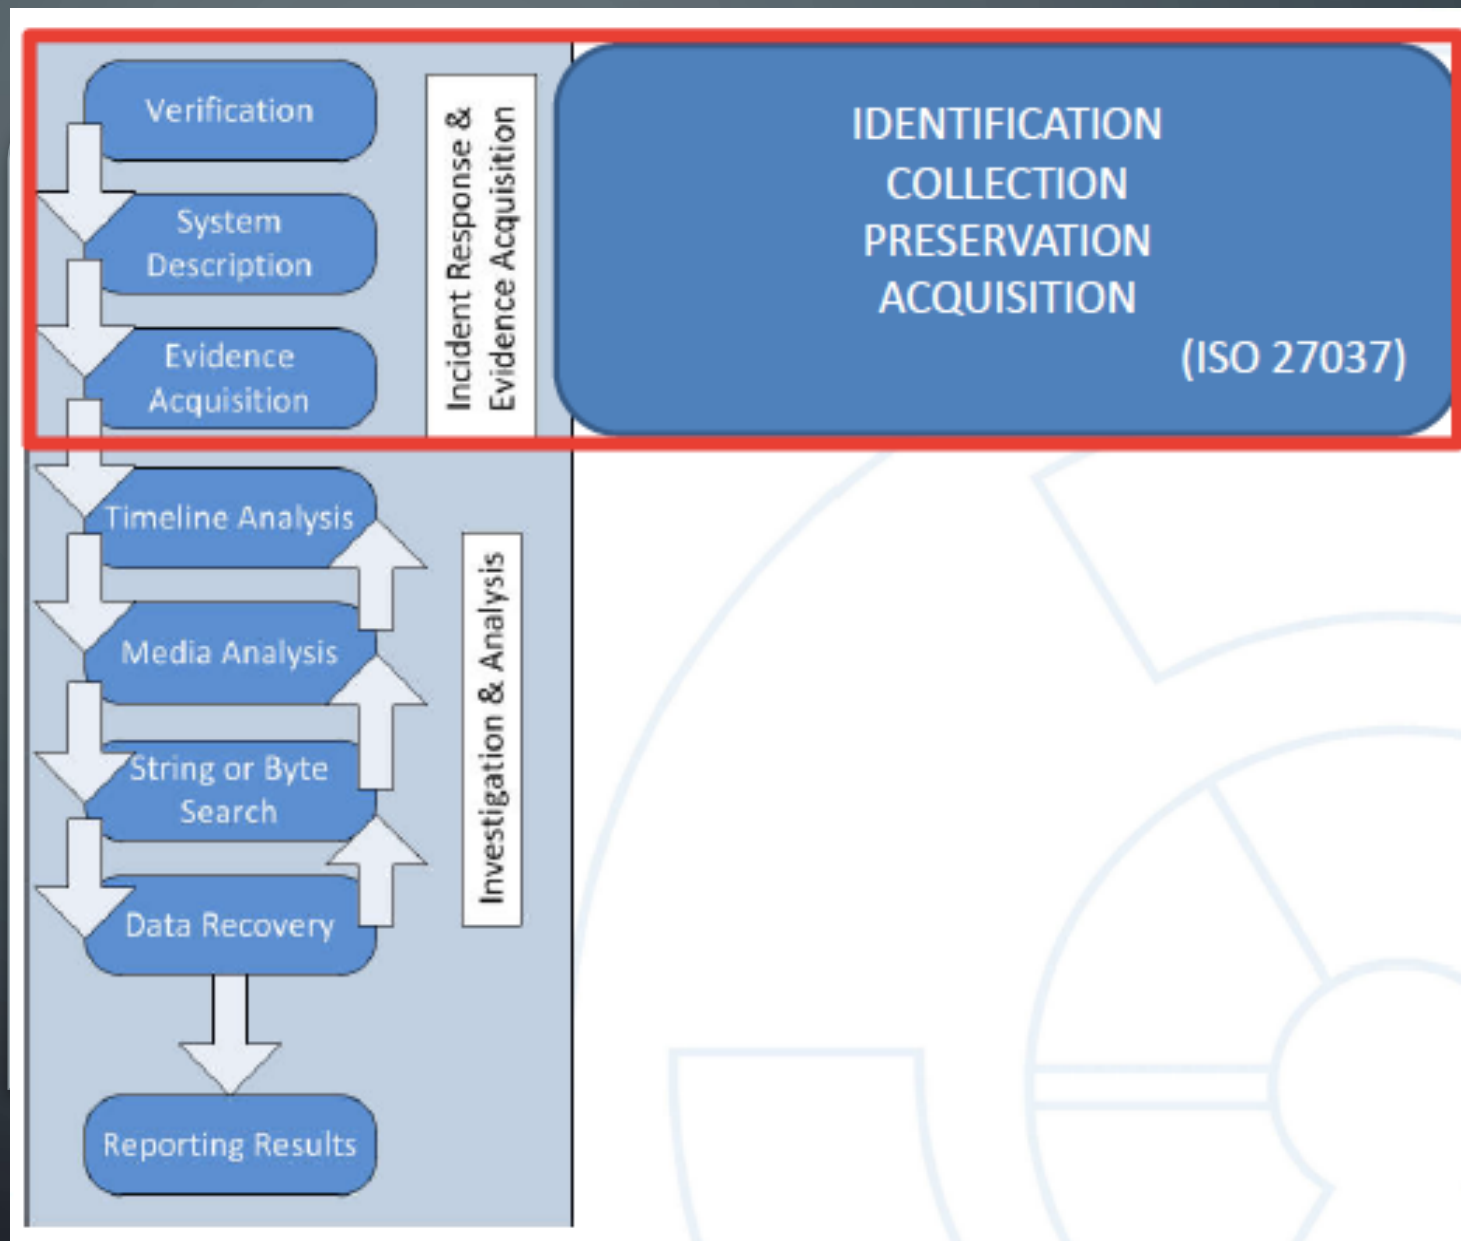 Verification
System
Description
Evidence
Acquisition
Incident Response &
Evidence Acquisition
IDENTIFICATION
COLLECTION
PRESERVATION
ACQUISITION
(ISO 27037)
Timeline Analysis
Media Analysis
String or Byte
Search
Data Recovery
Investigation & Analysis
Reporting Results